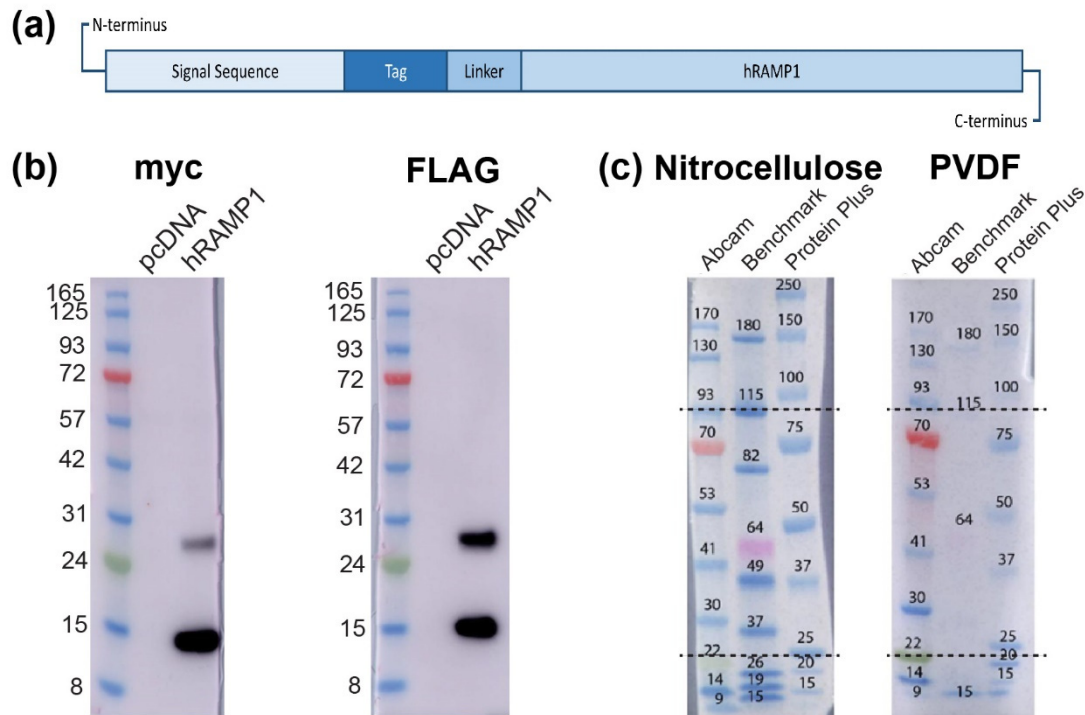 (a)
N-terminus
Signal Sequence Tag Linker hRAMP1
C-terminus
(b) myc FLAG
pcDNA hRAMP1 pcDNA hRAMP1
165 165
125 125
93 93
72 72
57 57
42 42
31 31
24 24
15 15
8 8
(c) Nitrocellulose PVDF
Abcam Benchmark Protein Plus Abcam Benchmark Protein Plus
170 130 93 70 53 41 30 22 14 9
180 115 82 64 49 37 26 19 15
250 150 100 75 50 37 25 20 15
170 130 93 70 53 41 30 22 14 9
180 115 64 15
250 150 100 75 50 37 25 20 15